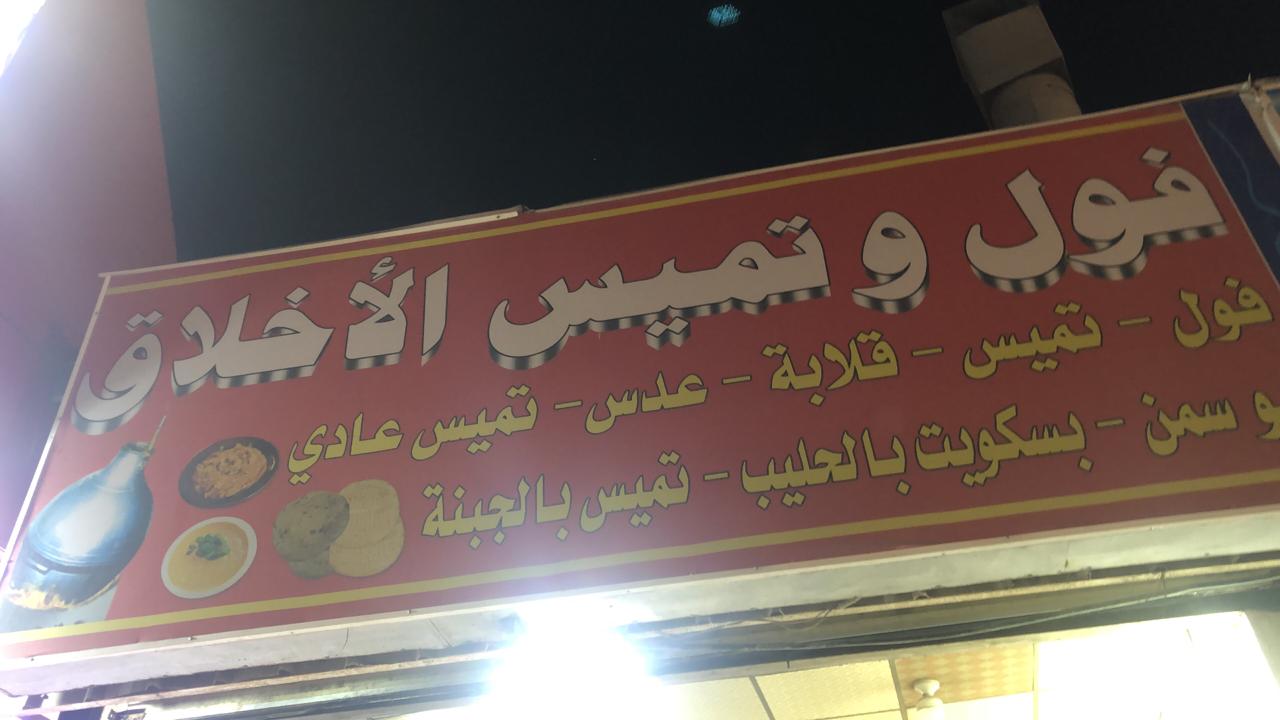 فول و تميس الأخلاق
فول - تميس - قلابة - عدس - تميس عادي
و سمن - بسكويت بالحليب - تميس بالجبنة